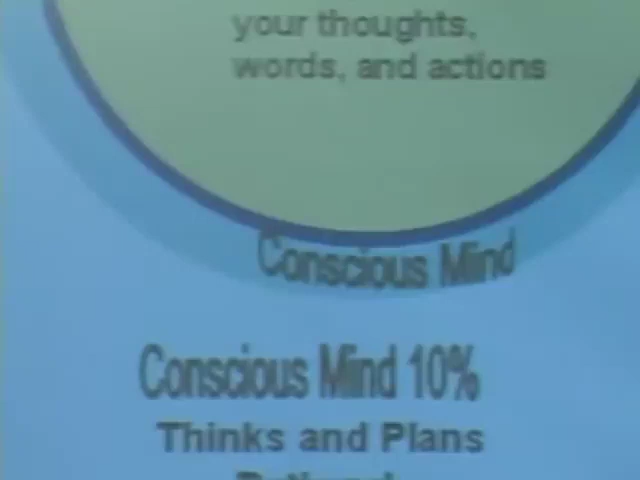 your thoughts,
words, and actions
Conscious Mind
Conscious Mind 10%
Thinks and Plans